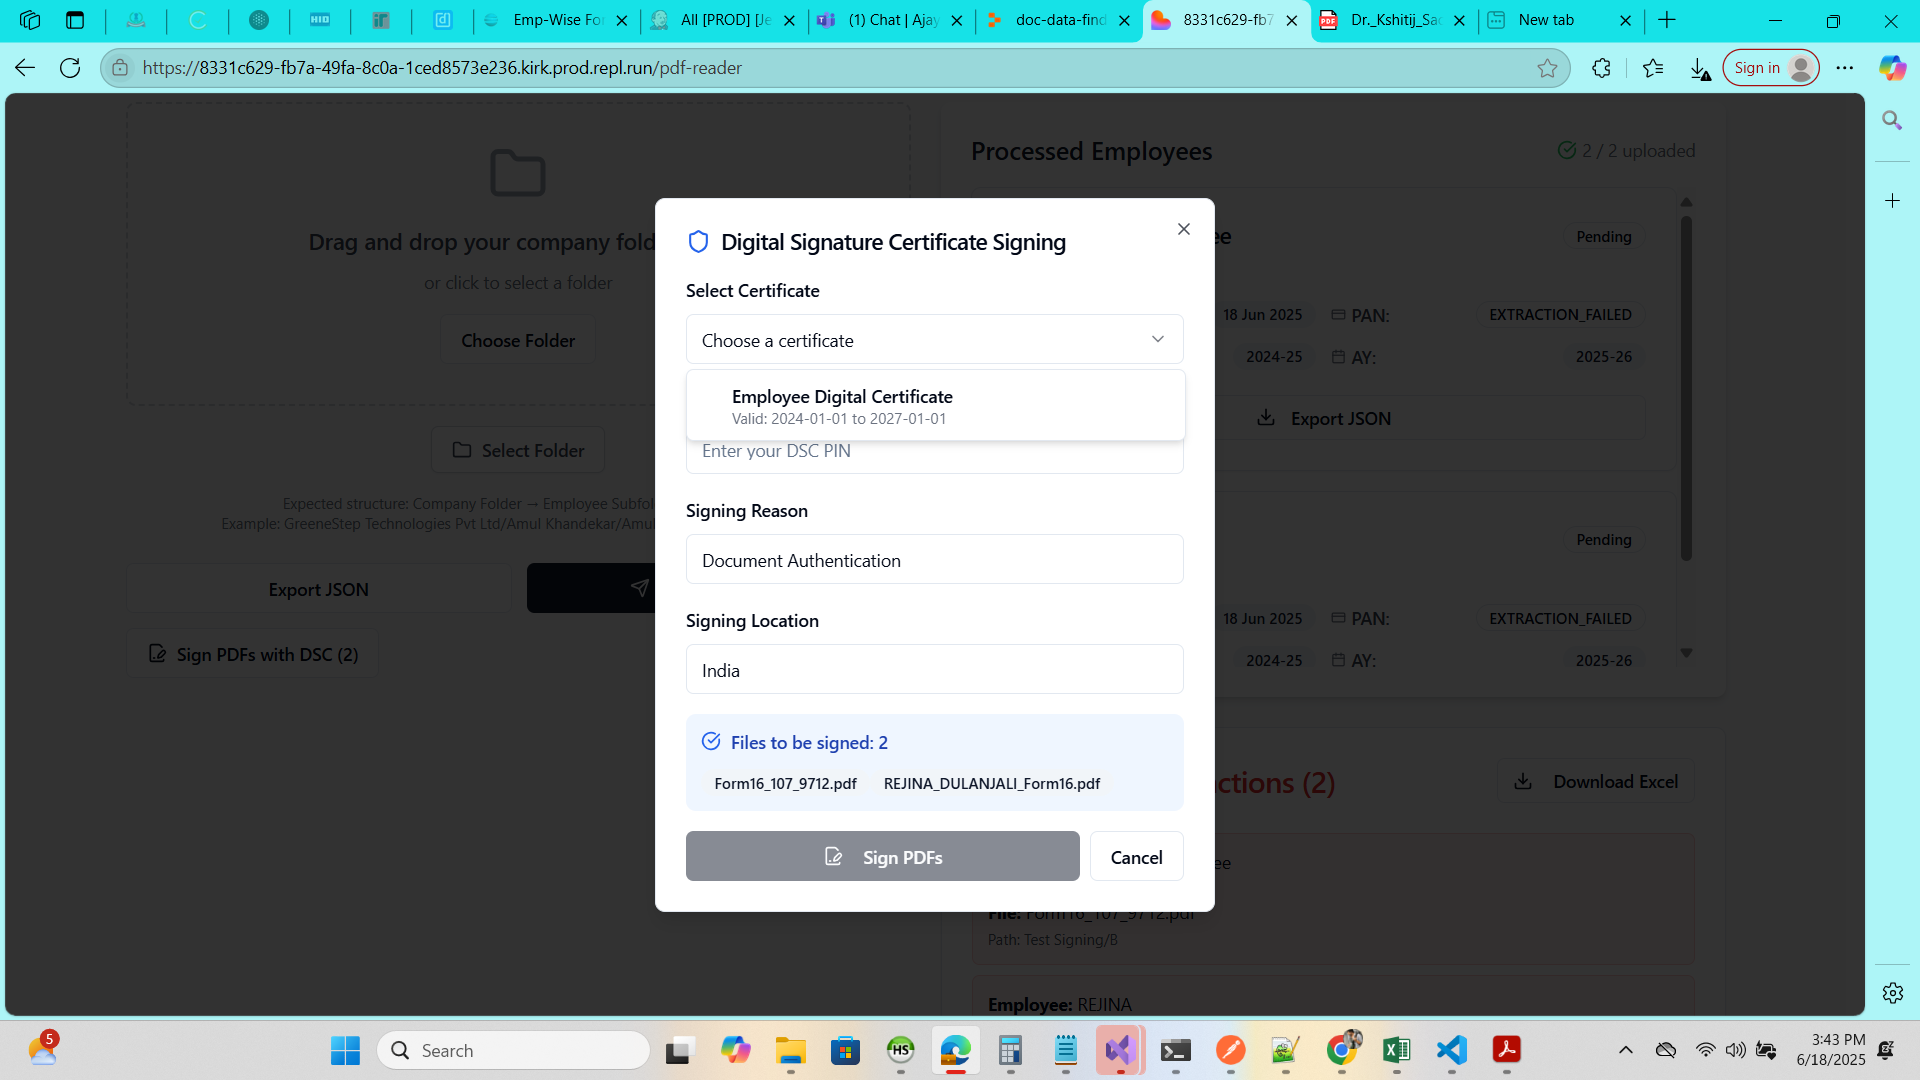 Emp-Wise For
All [PROD] [Je
(1) Chat | Ajay
doc-data-find
8331c629-fb7
Dr._Kshitij_Sac
New tab
https://8331c629-fb7a-49fa-8c0a-1ced8573e236.kirk.prod.repl.run/pdf-reader
Sign in
Drag and drop your company fold
or click to select a folder
Choose Folder
Select Folder
Expected structure: Company Folder → Employee Subfol
Example: GreeneStep Technologies Pvt Ltd/Amul Khandekar/Amul
Export JSON
Sign PDFs with DSC (2)
Processed Employees
2 / 2 uploaded
ee
Pending
18 Jun 2025
PAN:
EXTRACTION_FAILED
2024-25
AY:
2025-26
Export JSON
Pending
18 Jun 2025
PAN:
EXTRACTION_FAILED
2024-25
AY:
2025-26
ctions (2)
Download Excel
ee
File: Form16_107_9712.pdf
Path: Test Signing/B
Employee: REJINA
Digital Signature Certificate Signing
Select Certificate
Choose a certificate
Employee Digital Certificate
Valid: 2024-01-01 to 2027-01-01
Enter your DSC PIN
Signing Reason
Document Authentication
Signing Location
India
Files to be signed: 2
Form16_107_9712.pdf
REJINA_DULANJALI_Form16.pdf
Sign PDFs
Cancel
5
Search
HS
3:43 PM
6/18/2025